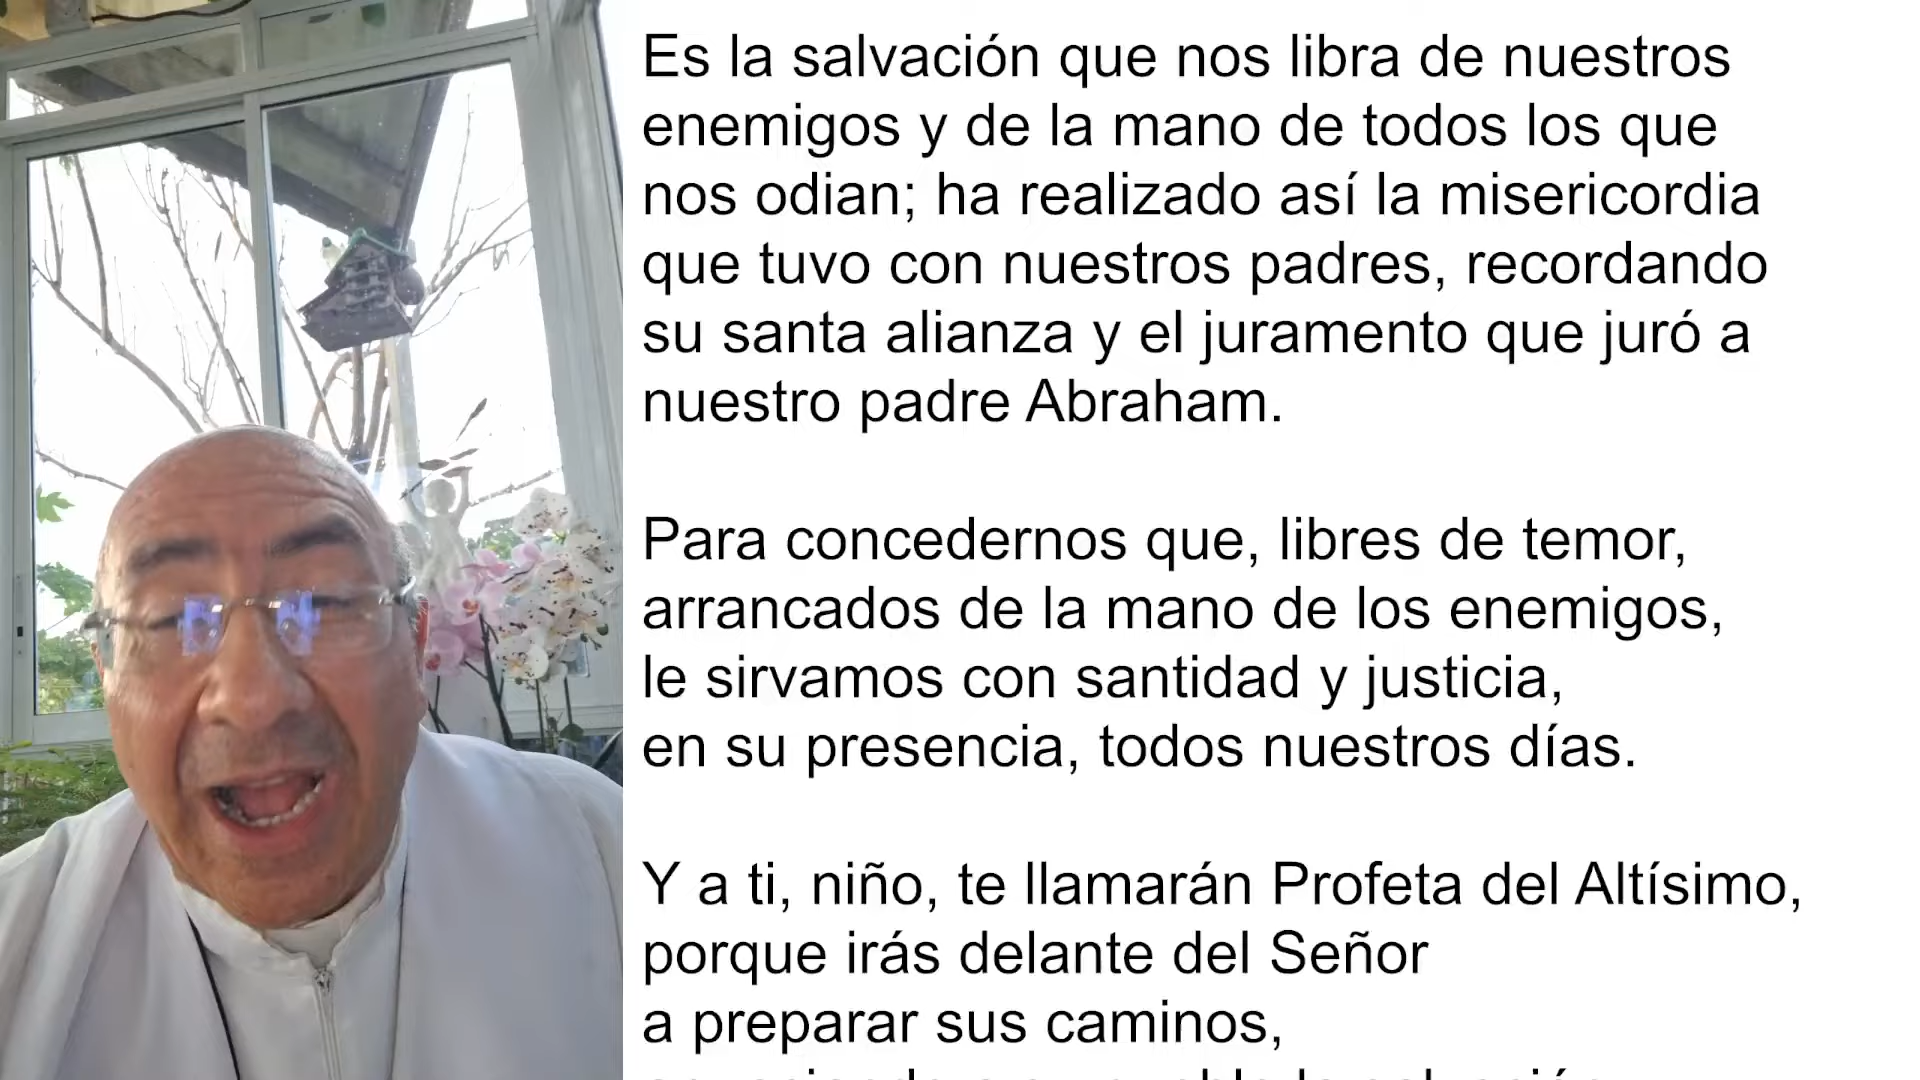 Es la salvación que nos libra de nuestros
enemigos y de la mano de todos los que
nos odian; ha realizado así la misericordia
que tuvo con nuestros padres, recordando
su santa alianza y el juramento que juró a
nuestro padre Abraham.
Para concedernos que, libres de temor,
arrancados de la mano de los enemigos,
le sirvamos con santidad y justicia,
en su presencia, todos nuestros días.
Y a ti, niño, te llamarán Profeta del Altísimo,
porque irás delante del Señor
a preparar sus caminos,